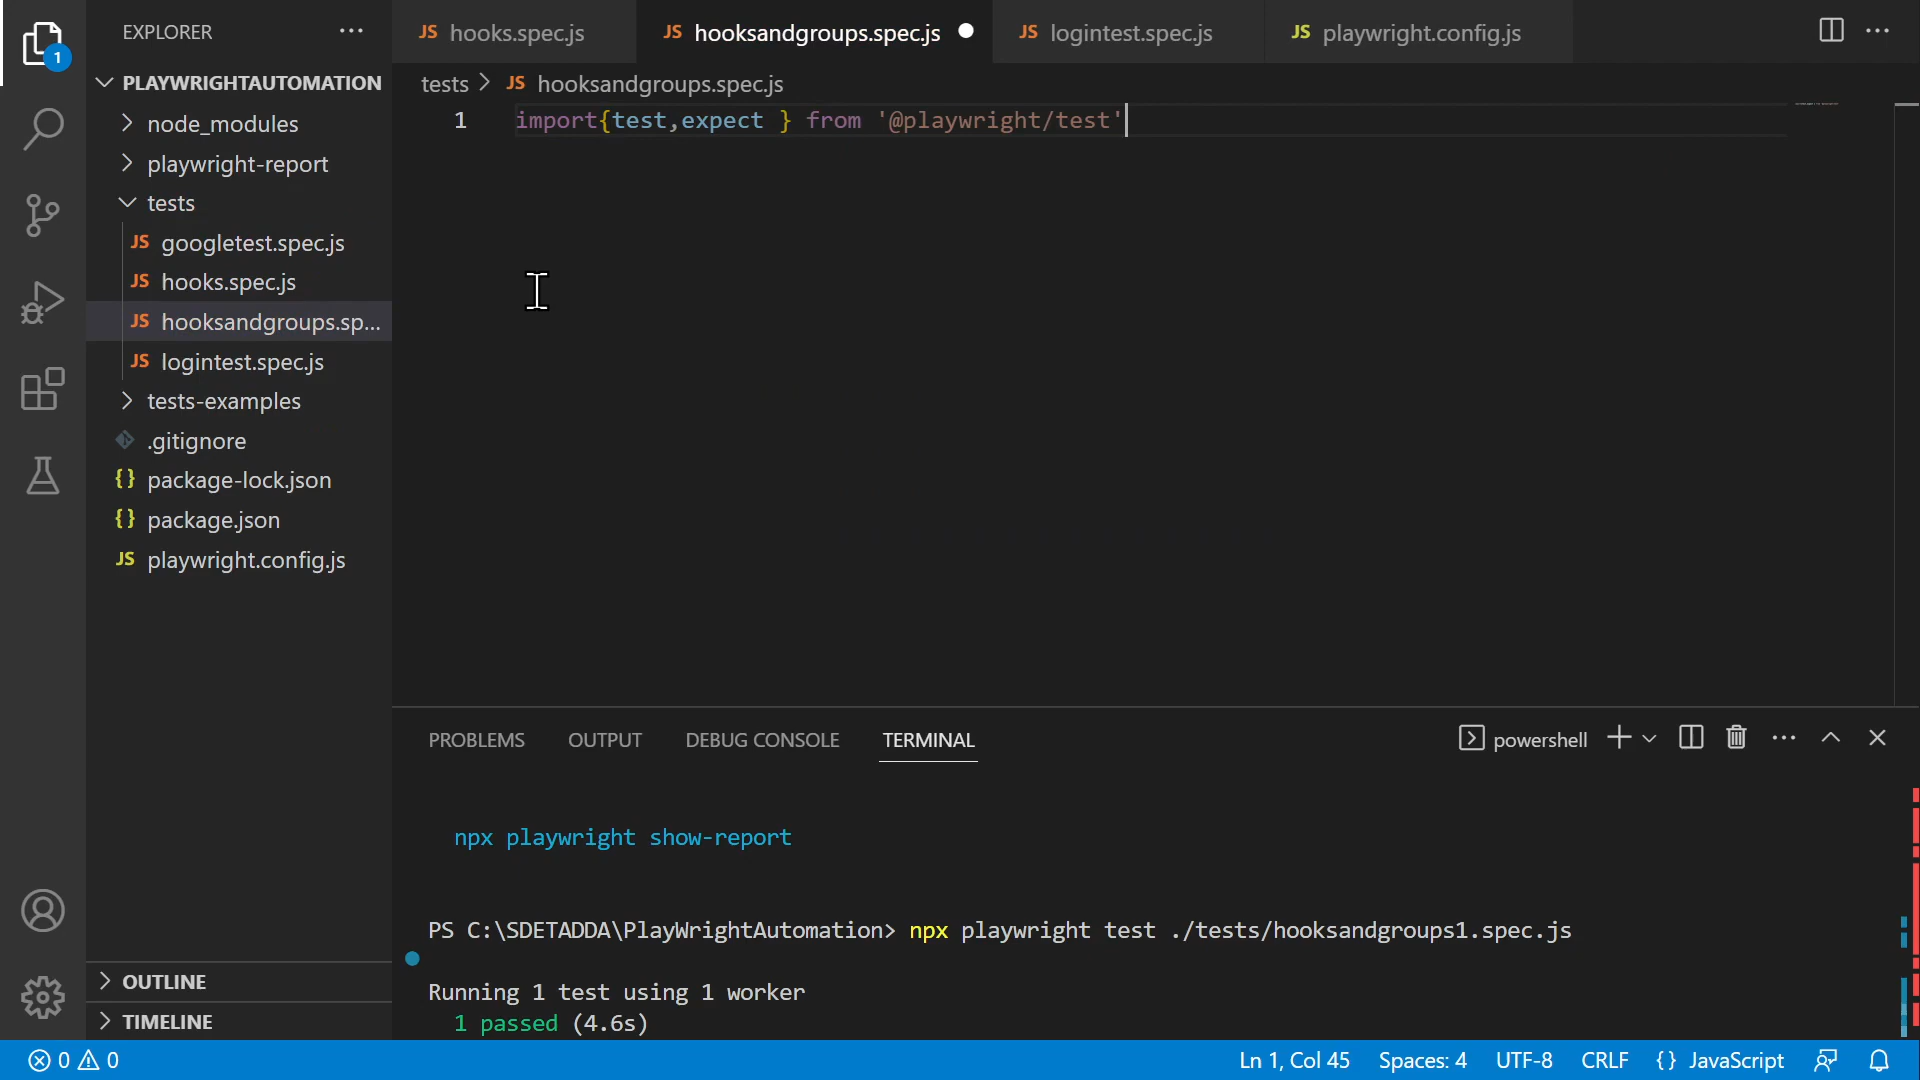 EXPLORER
1
PLAYWRIGHTAUTOMATION
node_modules
playwright-report
tests
JS googletest.spec.js
JS hooks.spec.js
JS hooksandgroups.sp...
JS logintest.spec.js
tests-examples
.gitignore
{} package-lock.json
{} package.json
JS playwright.config.js
OUTLINE
TIMELINE
JS hooks.spec.js
JS hooksandgroups.spec.js
JS logintest.spec.js
JS playwright.config.js
tests > JS hooksandgroups.spec.js
1 import{test,expect } from '@playwright/test'
PROBLEMS OUTPUT DEBUG CONSOLE TERMINAL
powershell
npx playwright show-report
PS C:\SDETADDA\PlayWrightAutomation> npx playwright test ./tests/hooksandgroups1.spec.js
Running 1 test using 1 worker
1 passed (4.6s)
0 0
Ln 1, Col 45 Spaces: 4 UTF-8 CRLF {} JavaScript